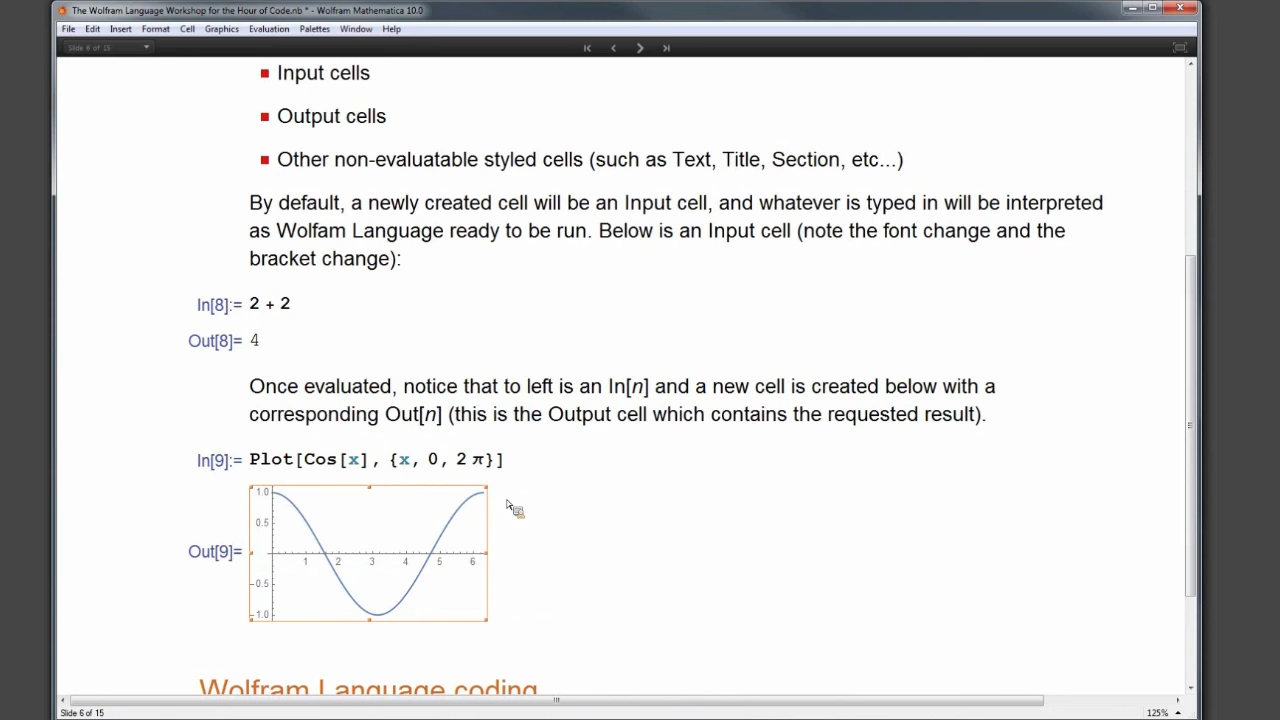 The Wolfram Language Workshop for the Hour of Code.nb * - Wolfram Mathematica 10.0
File Edit Insert Format Cell Graphics Evaluation Palettes Window Help
Slide 6 of 15
Input cells
Output cells
Other non-evaluatable styled cells (such as Text, Title, Section, etc...)
By default, a newly created cell will be an Input cell, and whatever is typed in will be interpreted
as Wolfam Language ready to be run. Below is an Input cell (note the font change and the
bracket change):
In[8]:= 2 + 2
Out[8]= 4
Once evaluated, notice that to left is an In[n] and a new cell is created below with a
corresponding Out[n] (this is the Output cell which contains the requested result).
In[9]:= Plot[Cos[x], {x, 0, 2 π}]
1.0
0.5
Out[9]=
1 2 3 4 5 6
-0.5
-1.0
Wolfram Language coding
Slide 6 of 15
125%